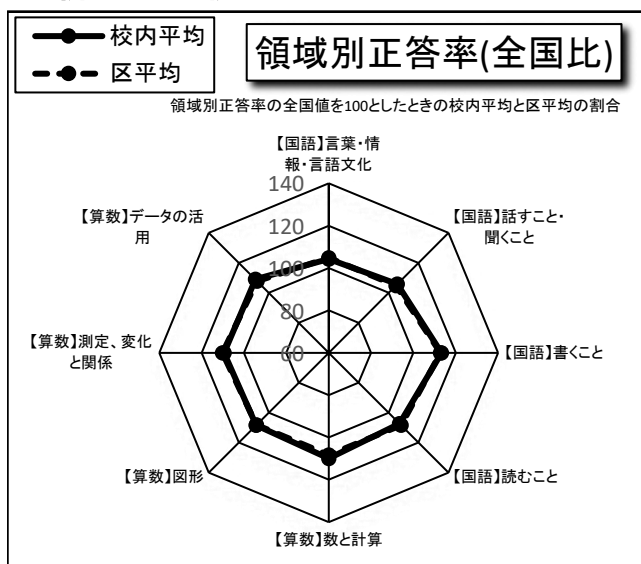 校内平均
区平均
領域別正答率(全国比)
領域別正答率の全国値を100としたときの校内平均と区平均の割合
【国語】言葉・情
報・言語文化
【国語】話すこと・
聞くこと
【国語】書くこと
【国語】読むこと
【算数】数と計算
【算数】図形
【算数】測定、変化
と関係
【算数】データの活
用
140
120
100
80
60